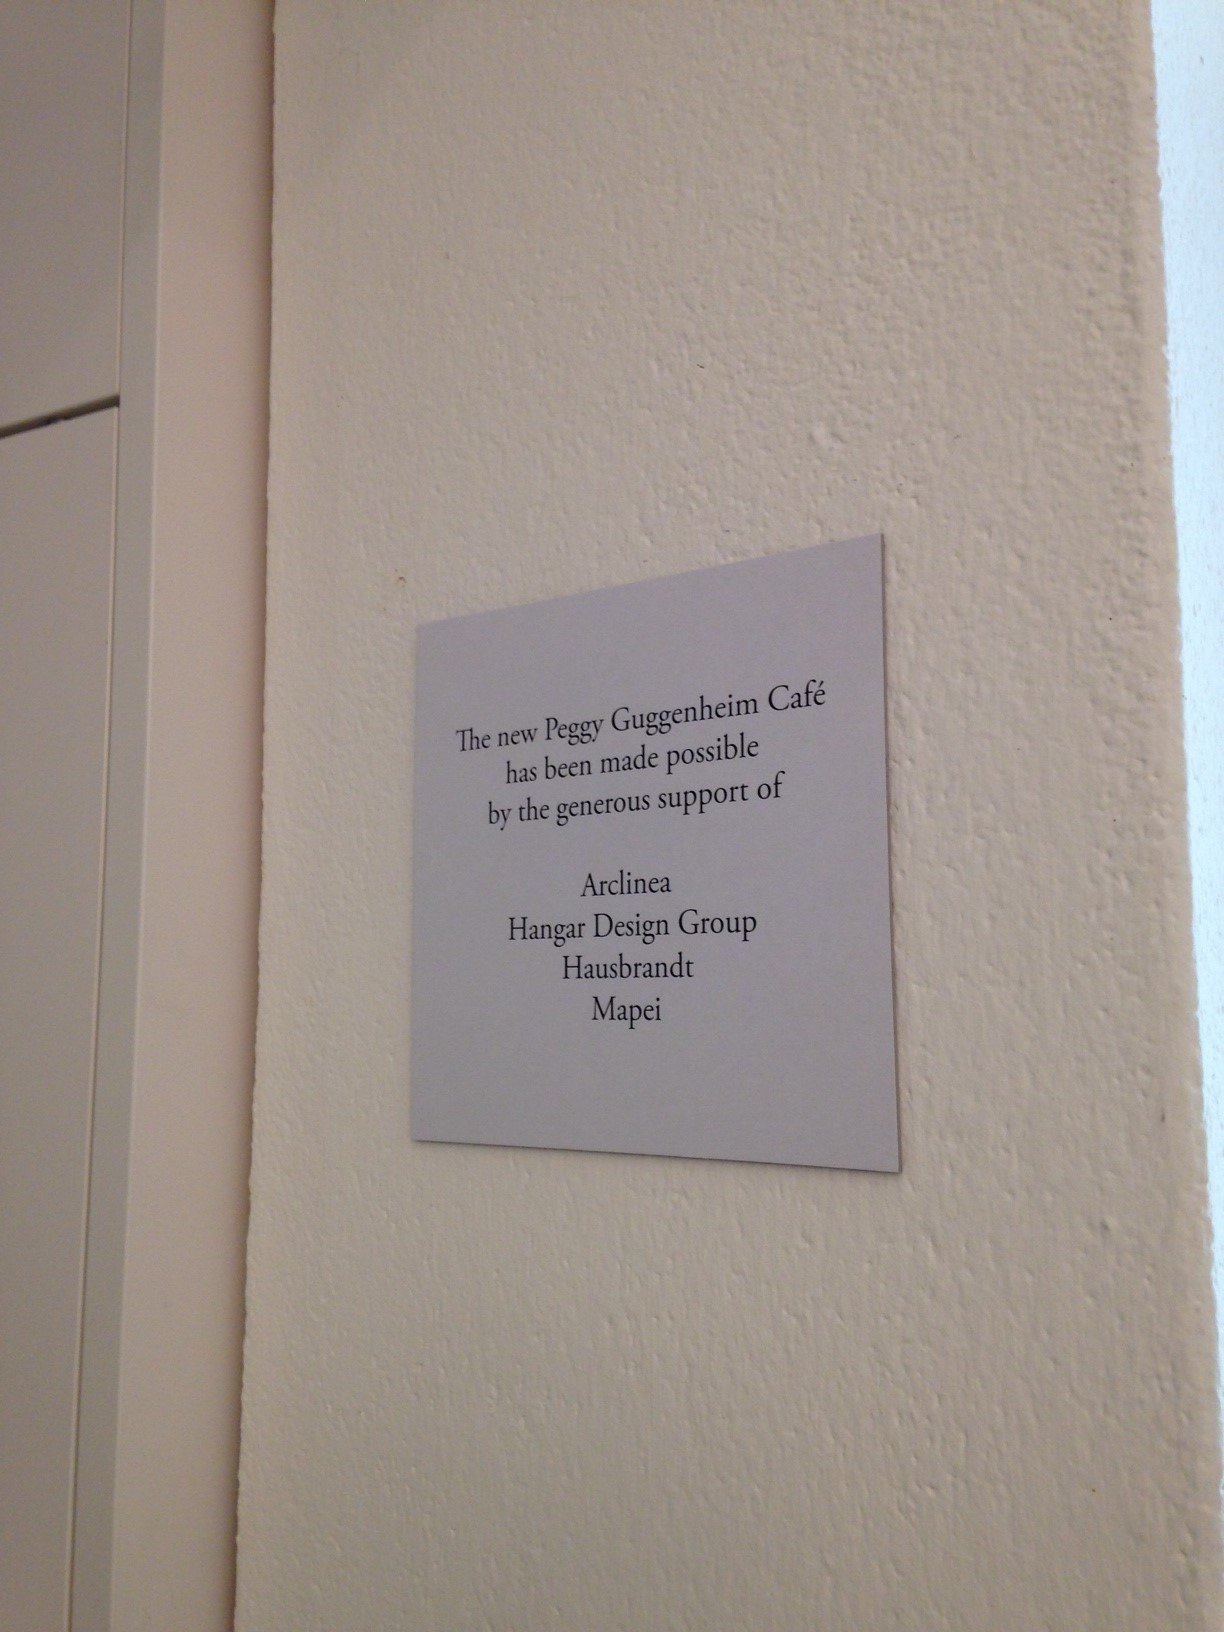 The new Peggy Guggenheim Café
has been made possible
by the generous support of
Arclinea
Hangar Design Group
Hausbrandt
Mapei